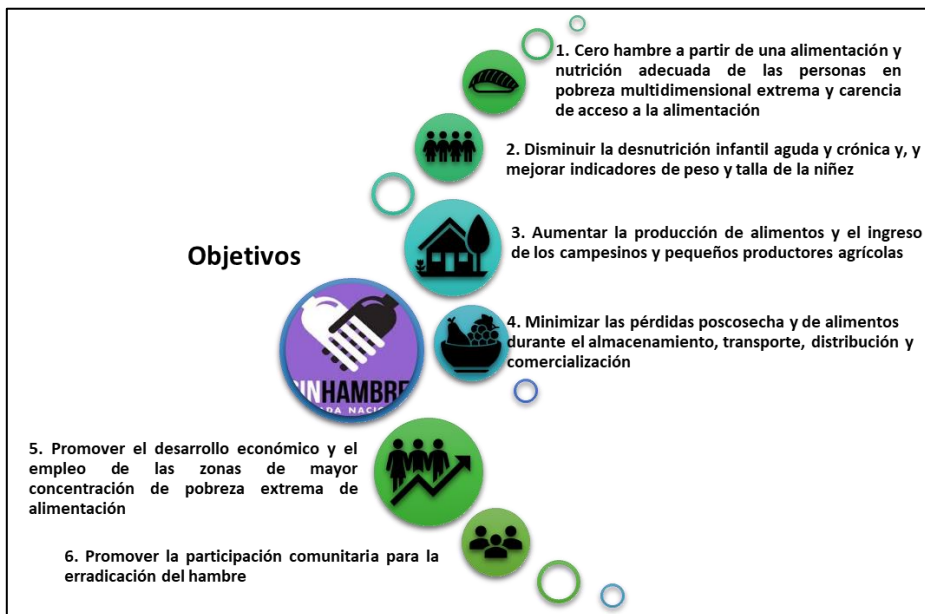 1. Cero hambre a partir de una alimentación y
nutrición adecuada de las personas en
pobreza multidimensional extrema y carencia
de acceso a la alimentación
2. Disminuir la desnutrición infantil aguda y crónica y, y
mejorar indicadores de peso y talla de la niñez
3. Aumentar la producción de alimentos y el ingreso
de los campesinos y pequeños productores agrícolas
Objetivos
4. Minimizar las pérdidas poscosecha y de alimentos
durante el almacenamiento, transporte, distribución y
comercialización
INHAMBRE
ADA NACIO
5. Promover el desarrollo económico y el
empleo de las zonas de mayor
concentración de pobreza extrema de
alimentación
6. Promover la participación comunitaria para la
erradicación del hambre